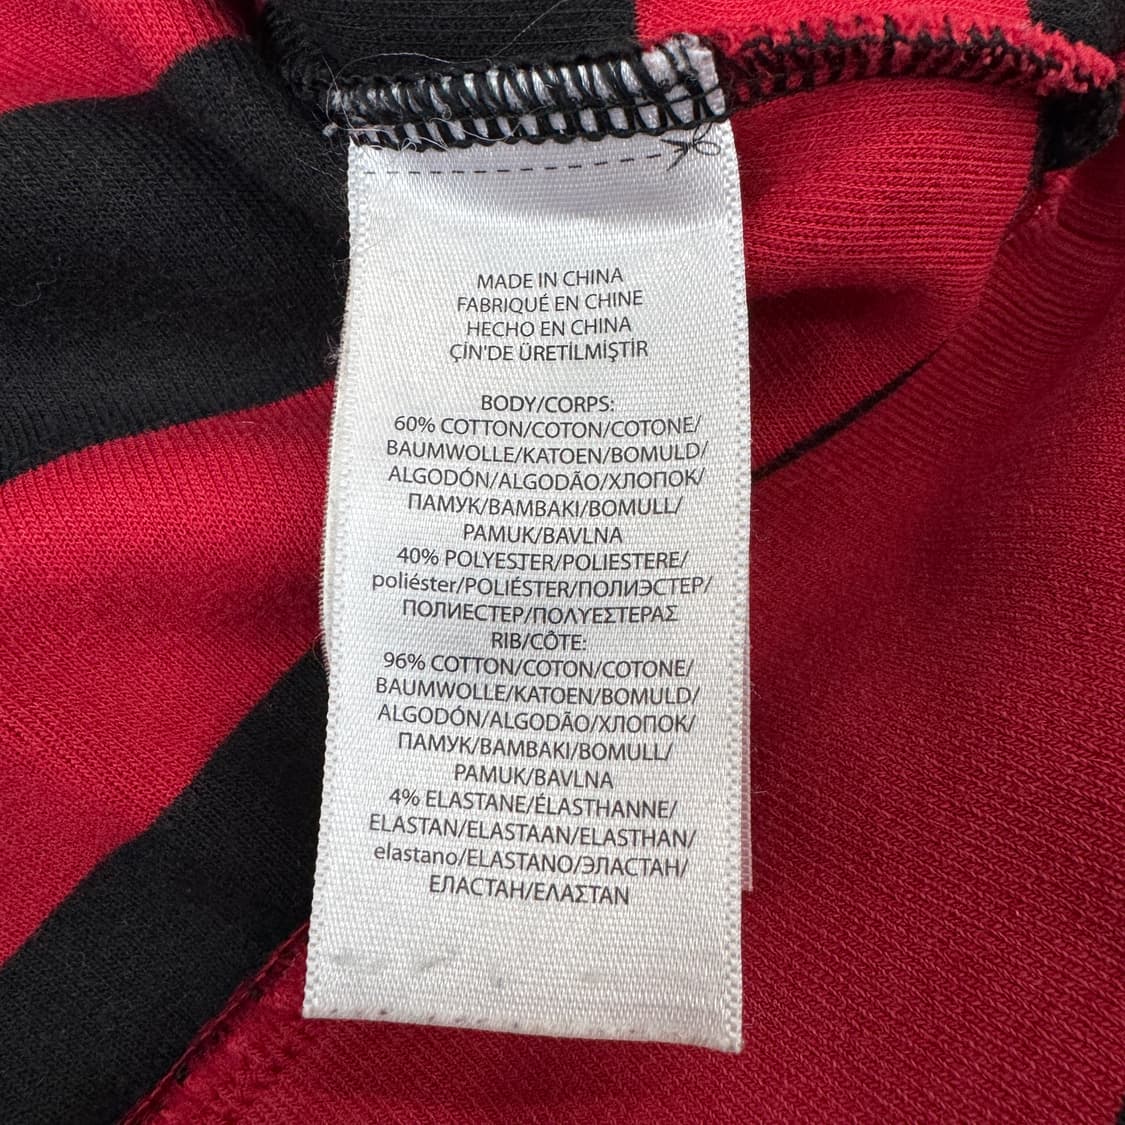 MADE IN CHINA
FABRIQUÉ EN CHINE
HECHO EN CHINA
ÇİN'DE ÜRETİLMİŞTİR
BODY/CORPS:
60% COTTON/COTON/COTONE/
BAUMWOLLE/KATOEN/BOMULD/
ALGODÓN/ALGODÃO/ХЛОПОК/
ПАМУК/ΒΑΜΒΑΚΙ/BOMULL/
PAMUK/BAVLNA
40% POLYESTER/POLIESTERE/
poliéster/POLIÉSTER/ПОЛИЭСТЕР/
ПОЛИЕСТЕР/ΠΟΛΥΕΣΤΕΡΑΣ
RIB/CÔTE:
96% COTTON/COTON/COTONE/
BAUMWOLLE/KATOEN/BOMULD/
ALGODÓN/ALGODÃO/ХЛОПОК/
ПАМУК/ΒΑΜΒΑΚΙ/BOMULL/
PAMUK/BAVLNA
4% ELASTANE/ÉLASTHANNE/
ELASTAN/ELASTAAN/ELASTHAN/
elastano/ELASTANO/ЭЛАСТАН/
ЕЛАСТАН/ΕΛΑΣΤΑΝ